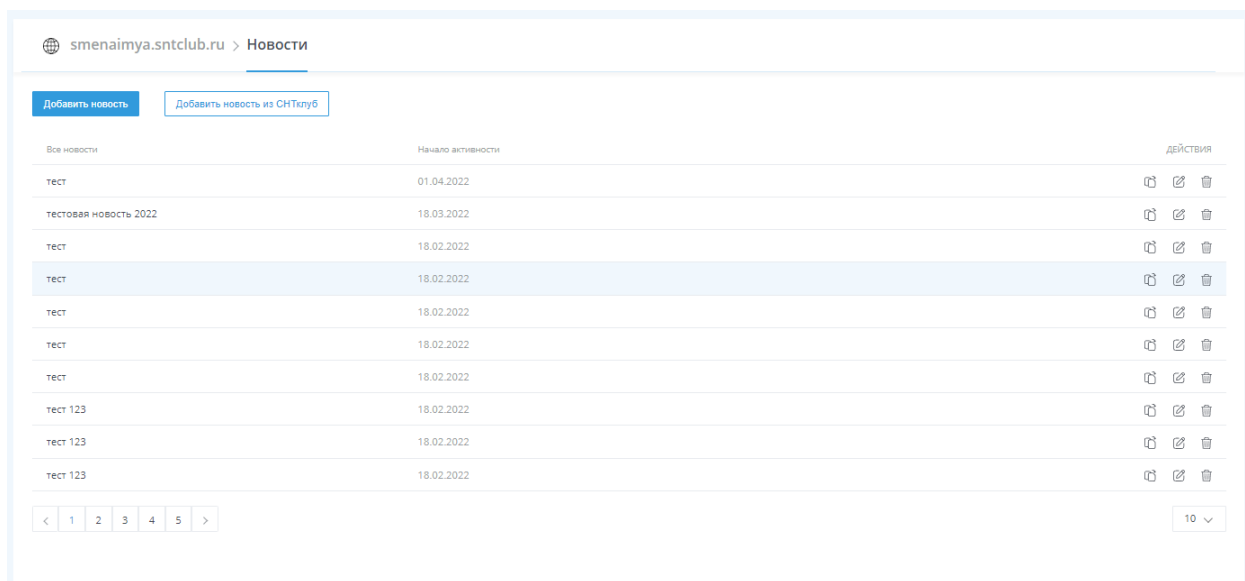 smenaimya.sntclub.ru > Новости
Добавить новость Добавить новость из СНТклуб
Все новости Начало активности ДЕЙСТВИЯ
тест 01.04.2022
тестовая новость 2022 18.03.2022
тест 18.02.2022
тест 18.02.2022
тест 18.02.2022
тест 18.02.2022
тест 18.02.2022
тест 123 18.02.2022
тест 123 18.02.2022
тест 123 18.02.2022
< 1 2 3 4 5 > 10